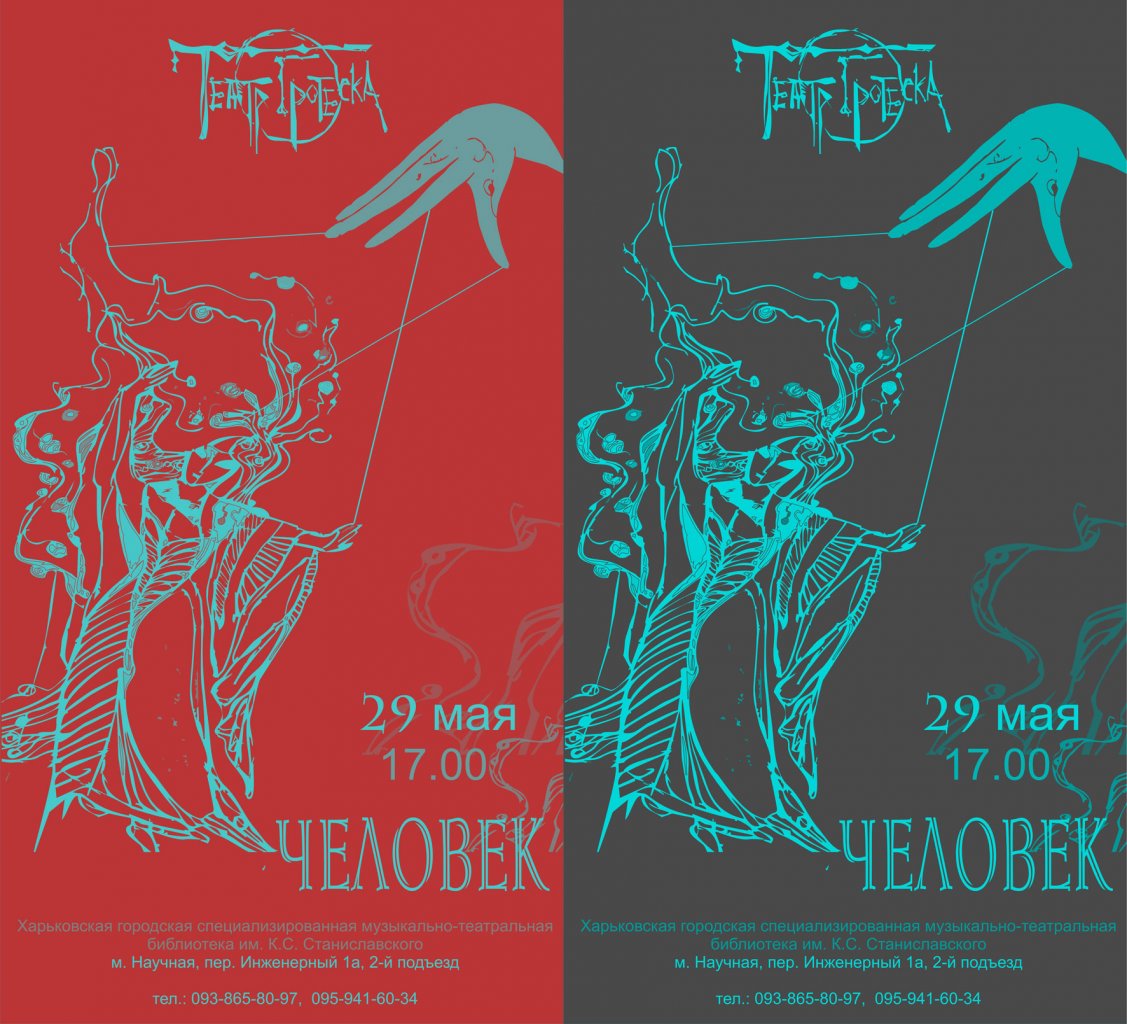 Театр Гротеска
29 мая
17.00
ЧЕЛОВЕК
Харьковская городская специализированная музыкально-театральная
библиотека им. К.С. Станиславского
м. Научная, пер. Инженерный 1а, 2-й подъезд
тел.: 093-865-80-97, 095-941-60-34
Театр Гротеска
29 мая
17.00
ЧЕЛОВЕК
Харьковская городская специализированная музыкально-театральная
библиотека им. К.С. Станиславского
м. Научная, пер. Инженерный 1а, 2-й подъезд
тел.: 093-865-80-97, 095-941-60-34